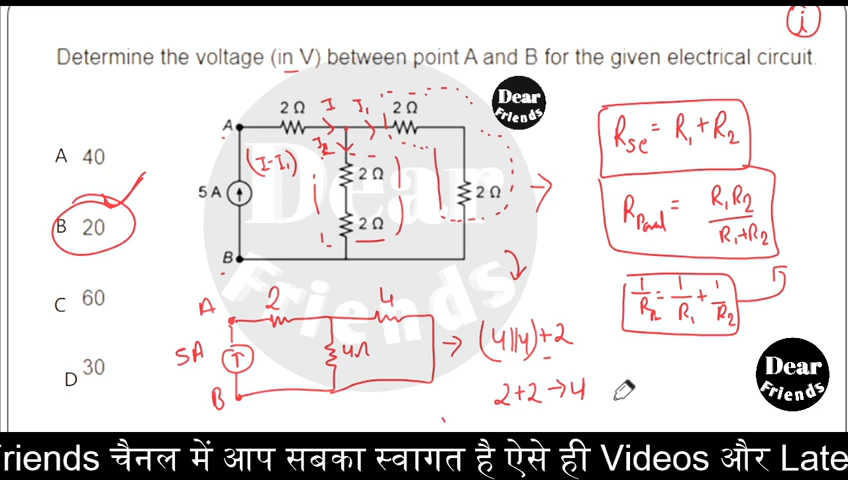 i
Determine the voltage (in V) between point A and B for the given electrical circuit.
Dear
Friends
2 Ω I I₁ 2 Ω
A
(I-I₁) I₂
A 40
2 Ω
5 A
2 Ω
2 Ω
B 20
B
C 60
D 30
Rse = R₁ + R₂
RParl = R₁R₂ / R₁+R₂
1/R = 1/R₁ + 1/R₂
A 2 4
5A 4Ω
B
→ (4||4)+2
2+2 → 4
Dear Friends
Dear
Friends
riends चैनल में आप सबका स्वागत है ऐसे ही Videos और Late